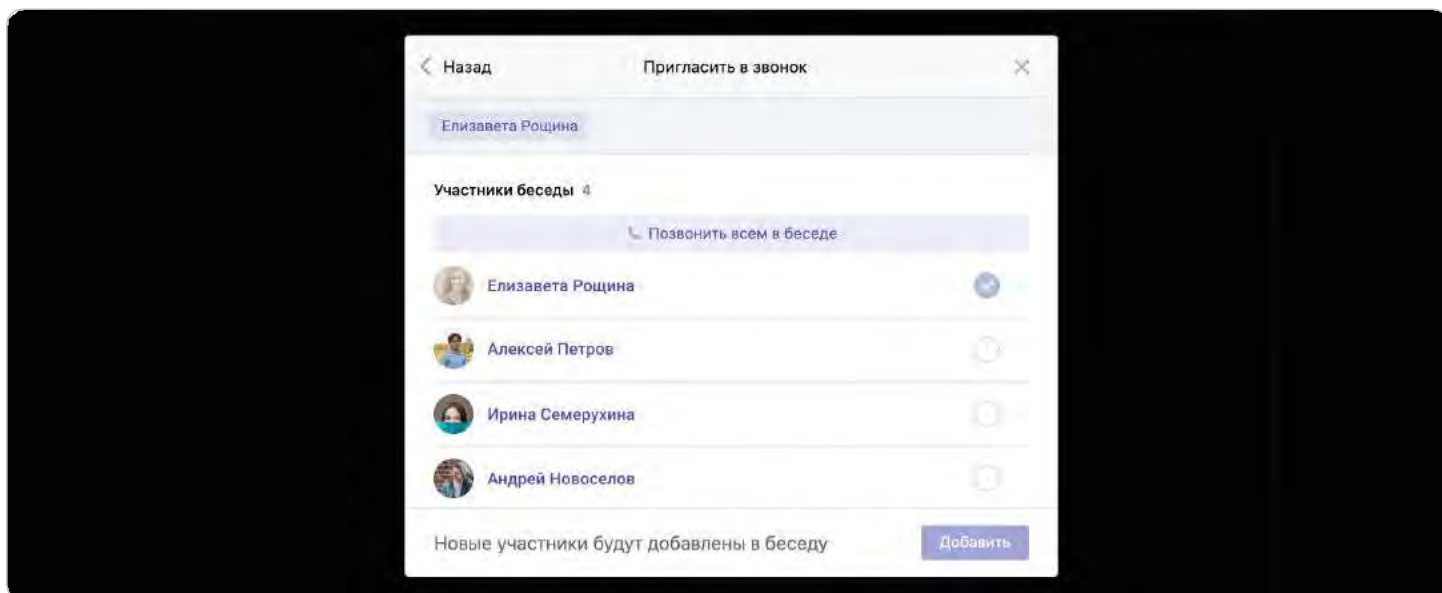 Назад
Пригласить в звонок
Елизавета Рощина
Участники беседы 4
Позвонить всем в беседе
Елизавета Рощина
Алексей Петров
Ирина Семерухина
Андрей Новоселов
Новые участники будут добавлены в беседу
Добавить